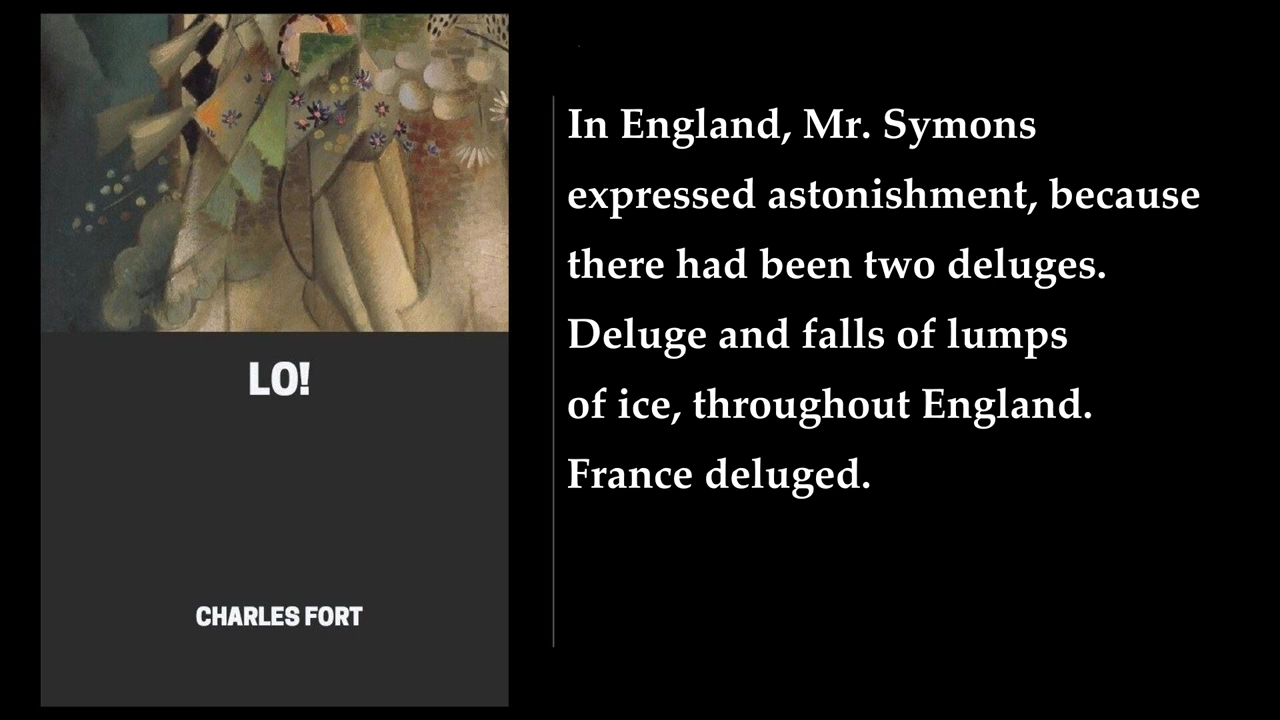 LO!
CHARLES FORT
In England, Mr. Symons
expressed astonishment, because
there had been two deluges.
Deluge and falls of lumps
of ice, throughout England.
France deluged.